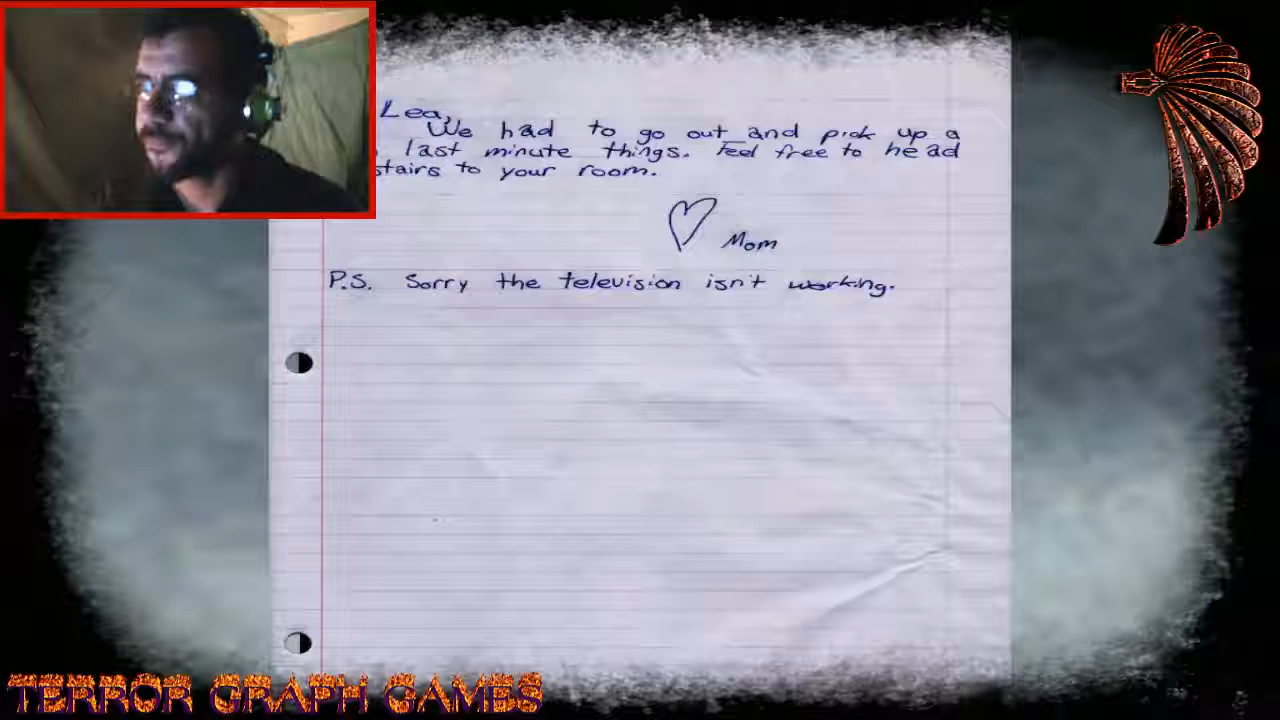 Lea,
We had to go out and pick up a
last minute things. Feel free to head
stairs to your room.
Mom
P.S. Sorry the television isn't working.
TERROR GRAPH GAMES